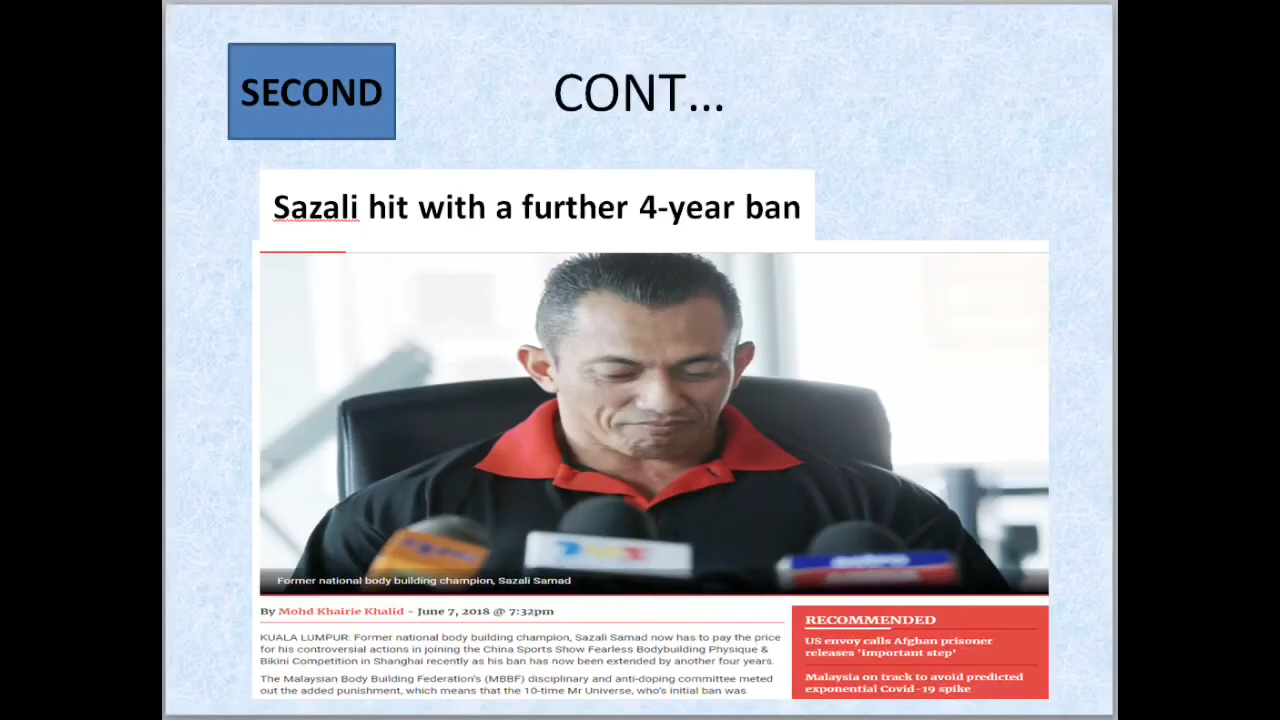 SECOND
CONT...
Sazali hit with a further 4-year ban
Former national body building champion, Sazali Samad
By Mohd Khairie Khalid - June 7, 2018 @ 7:32pm
KUALA LUMPUR: Former national body building champion, Sazali Samad now has to pay the price
for his controversial actions in joining the China Sports Show Fearless Bodybuilding Physique &
Bikini Competition in Shanghai recently as his ban has now been extended by another four years.
The Malaysian Body Building Federation's (MBBF) disciplinary and anti-doping committee meted
out the added punishment, which means that the 10-time Mr Universe, who's initial ban was
RECOMMENDED
US envoy calls Afghan prisoner
releases 'important step'
Malaysia on track to avoid predicted
exponential Covid-19 spike